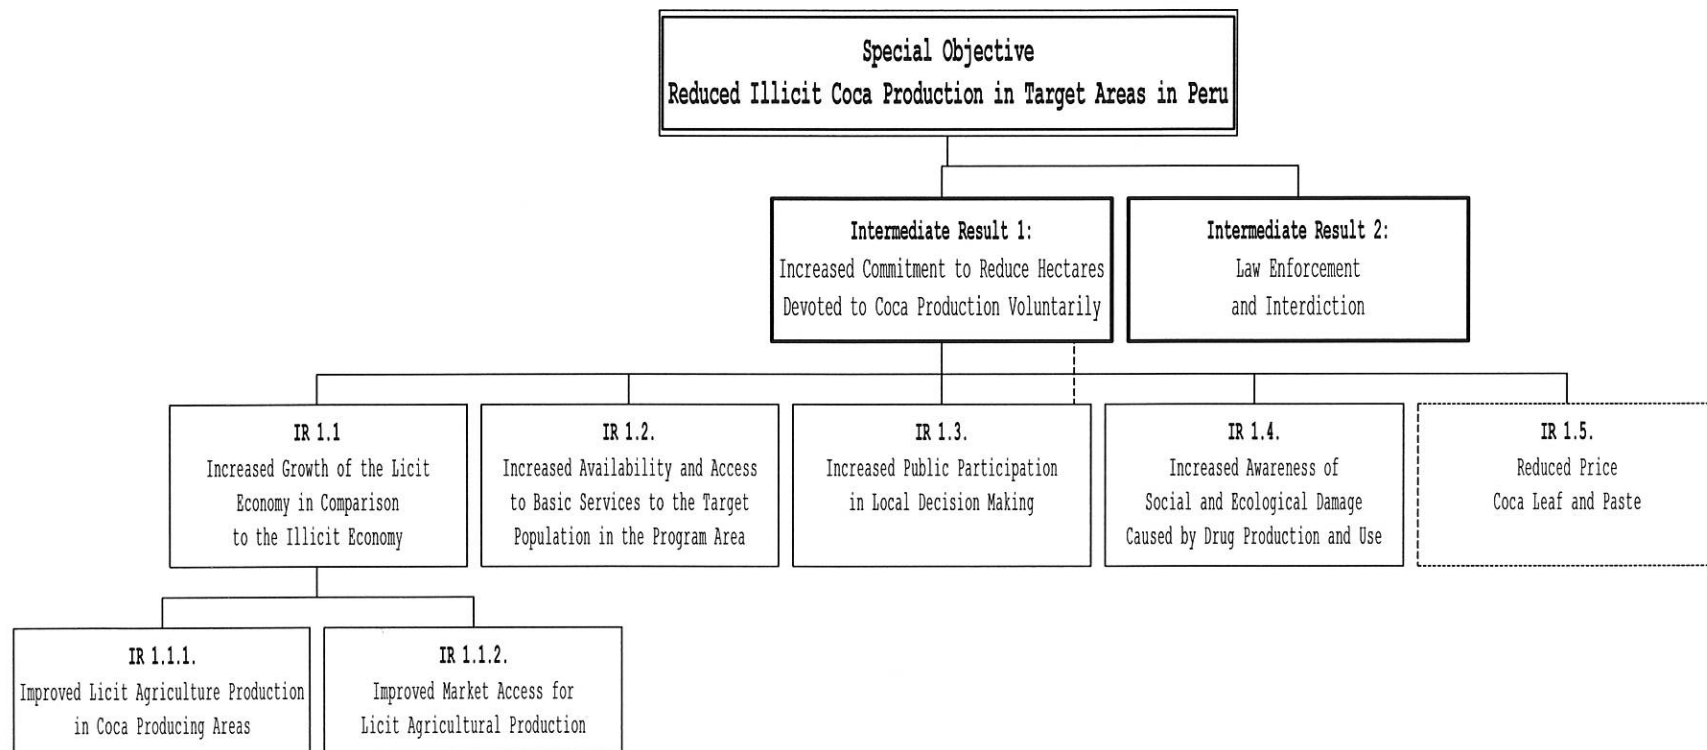 Special Objective
Reduced Illicit Coca Production in Target Areas in Peru
Intermediate Result 1:
Increased Commitment to Reduce Hectares
Devoted to Coca Production Voluntarily
Intermediate Result 2:
Law Enforcement
and Interdiction
IR 1.1
Increased Growth of the Licit
Economy in Comparison
to the Illicit Economy
IR 1.2.
Increased Availability and Access
to Basic Services to the Target
Population in the Program Area
IR 1.3.
Increased Public Participation
in Local Decision Making
IR 1.4.
Increased Awareness of
Social and Ecological Damage
Caused by Drug Production and Use
IR 1.5.
Reduced Price
Coca Leaf and Paste
IR 1.1.1.
Improved Licit Agriculture Production
in Coca Producing Areas
IR 1.1.2.
Improved Market Access for
Licit Agricultural Production